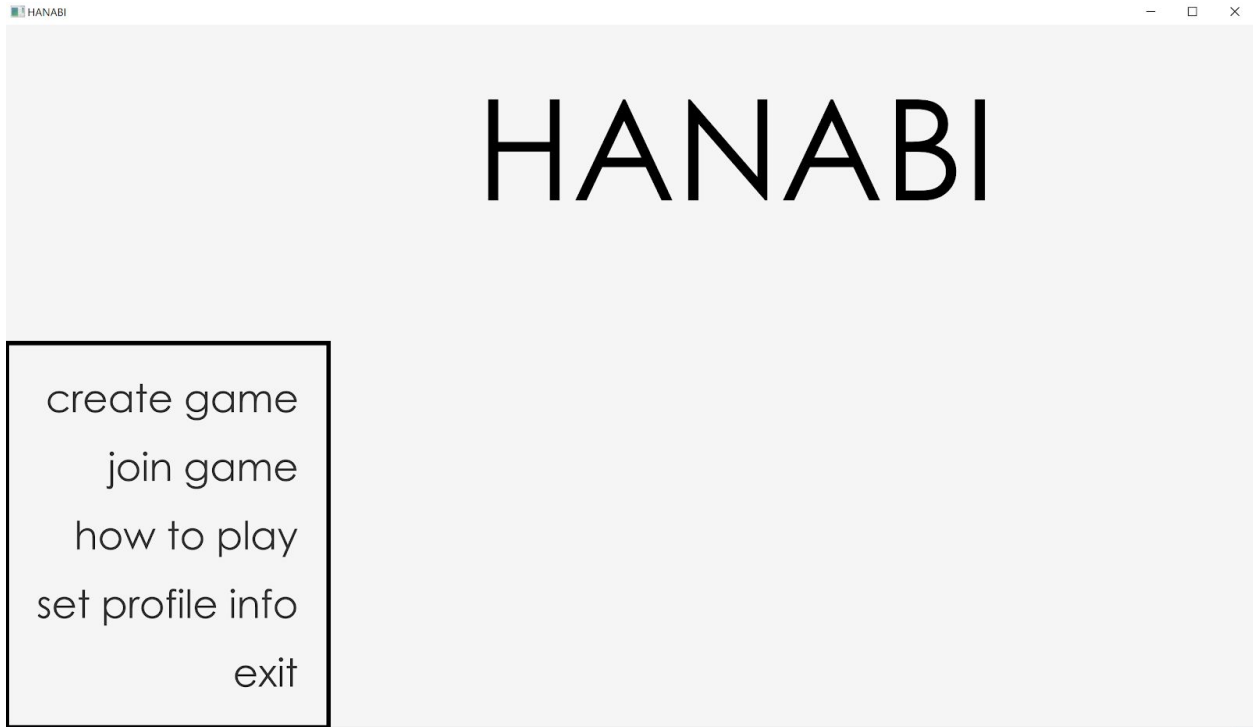 HANABI
HANABI
create game
join game
how to play
set profile info
exit